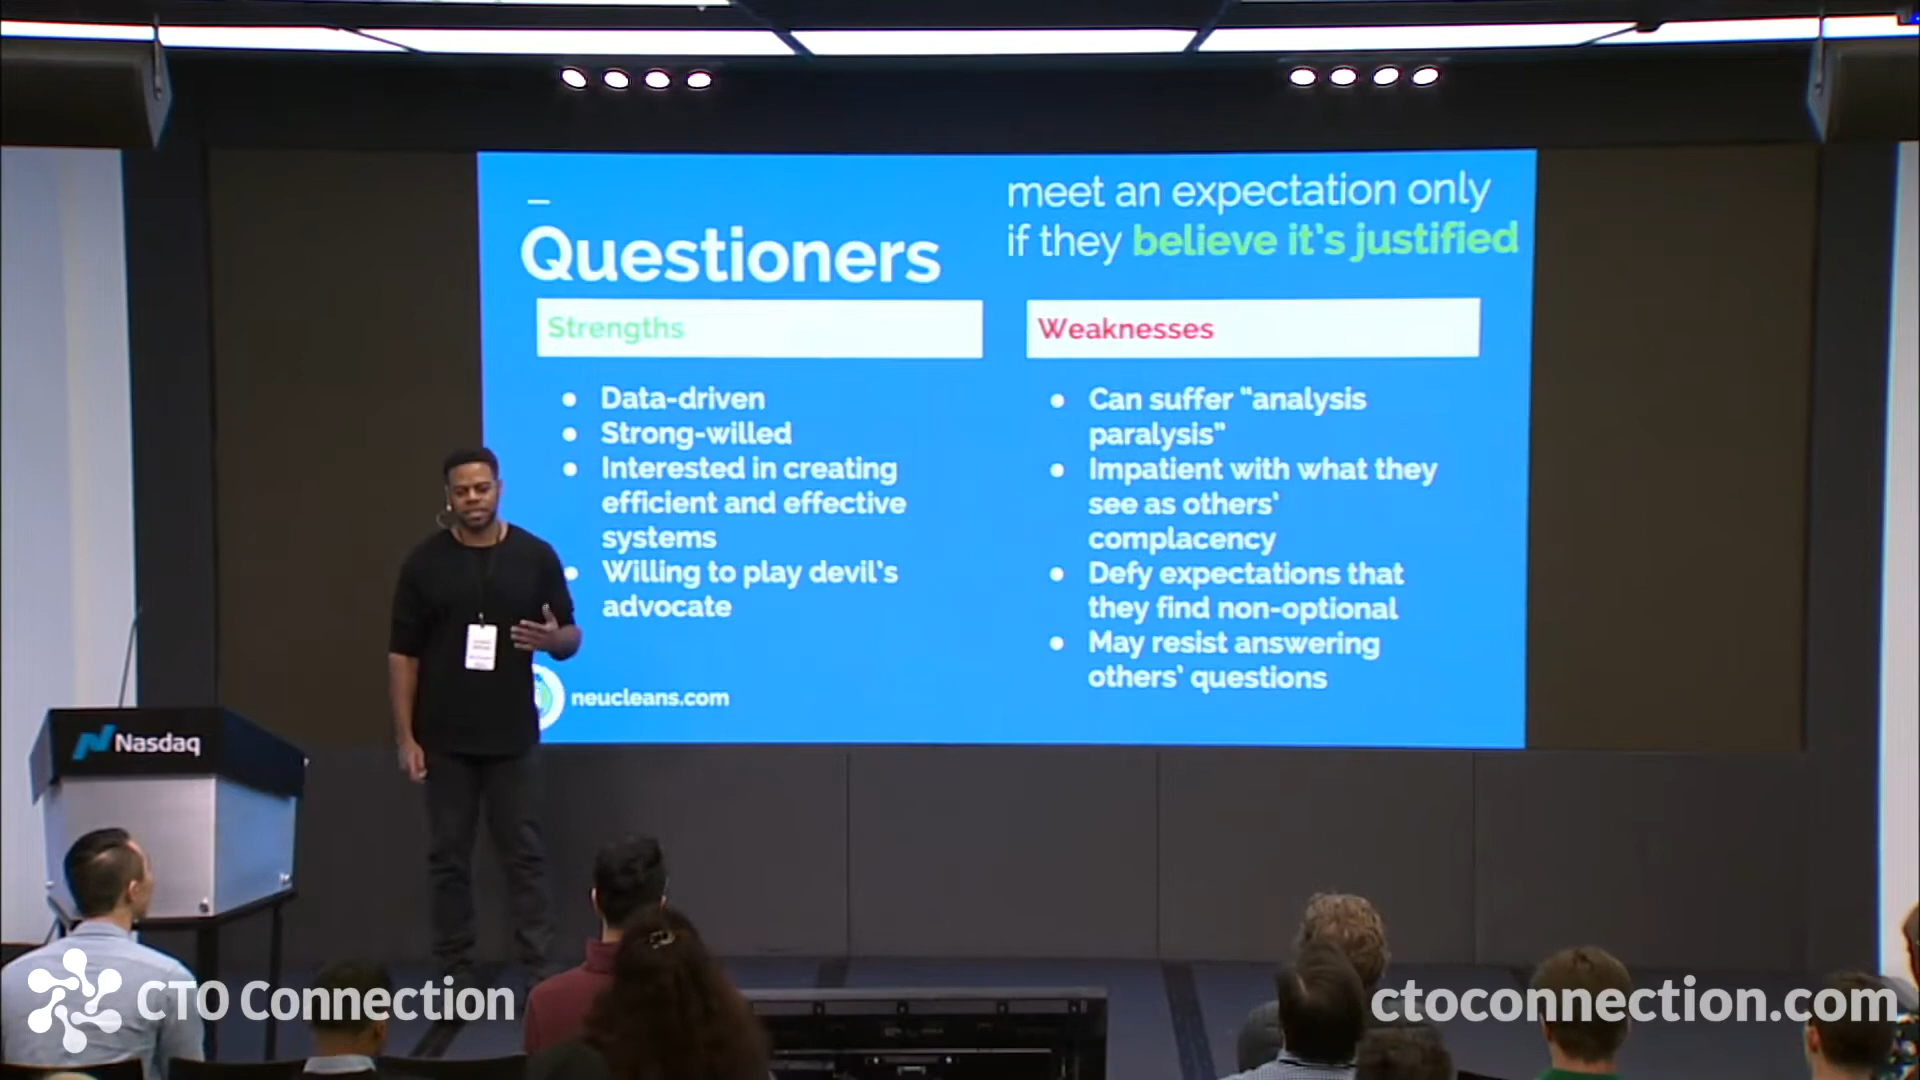 meet an expectation only
if they believe it's justified
Questioners
Strengths
Data-driven
Strong-willed
Interested in creating
efficient and effective
systems
Willing to play devil's
advocate
Weaknesses
Can suffer "analysis
paralysis"
Impatient with what they
see as others'
complacency
Defy expectations that
they find non-optional
May resist answering
others' questions
neucleans.com
Nasdaq
CTO Connection
ctoconnection.com